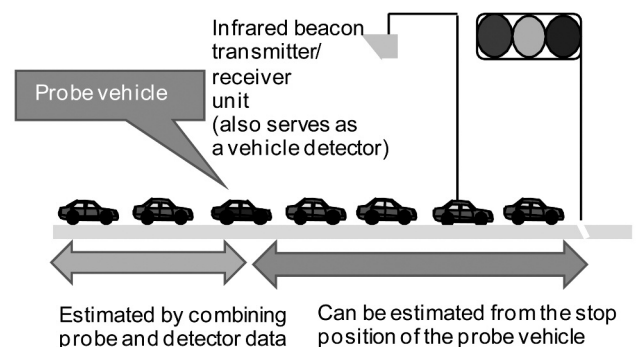 Infrared beacon
transmitter/
receiver
unit
(also serves as
a vehicle detector)
Probe vehicle
Estimated by combining
probe and detector data
Can be estimated from the stop
position of the probe vehicle